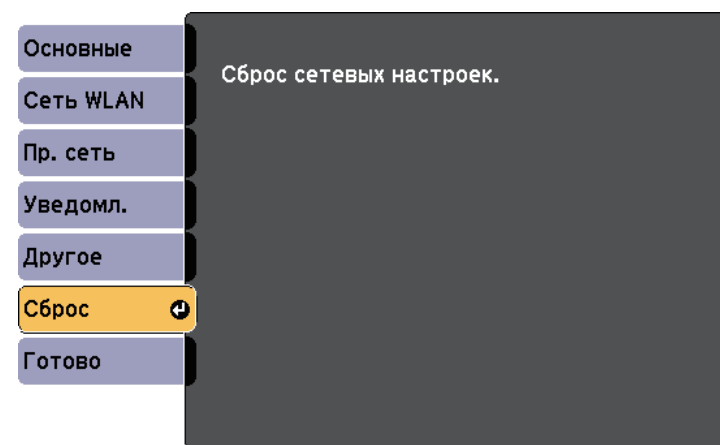 Основные
Сеть WLAN
Пр. сеть
Уведомл.
Другое
Сброс
Готово
Сброс сетевых настроек.